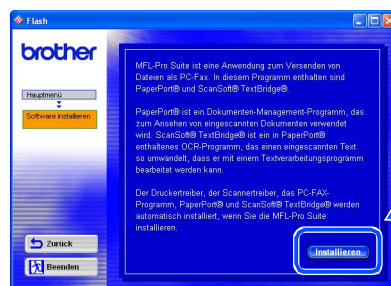 Flash
brother
Hauptmenü
Software installieren
MFL-Pro Suite ist eine Anwendung zum Versenden von
Dateien als PC-Fax. In diesem Programm enthalten sind
PaperPort® und ScanSoft® TextBridge®.
PaperPort® ist ein Dokumenten-Management-Programm, das
zum Ansehen von eingescannten Dokumenten verwendet
wird. ScanSoft® TextBridge® ist ein in PaperPort®
enthaltenes OCR-Programm, das einen eingescannten Text
so umwandelt, dass er mit einem Textverarbeitungsprogramm
bearbeitet werden kann.
Der Druckertreiber, der Scannertreiber, das PC-FAX-
Programm, PaperPort® und ScanSoft® TextBridge® werden
automatisch installiert, wenn Sie die MFL-Pro Suite
installieren.
Zurück
Beenden
Installieren